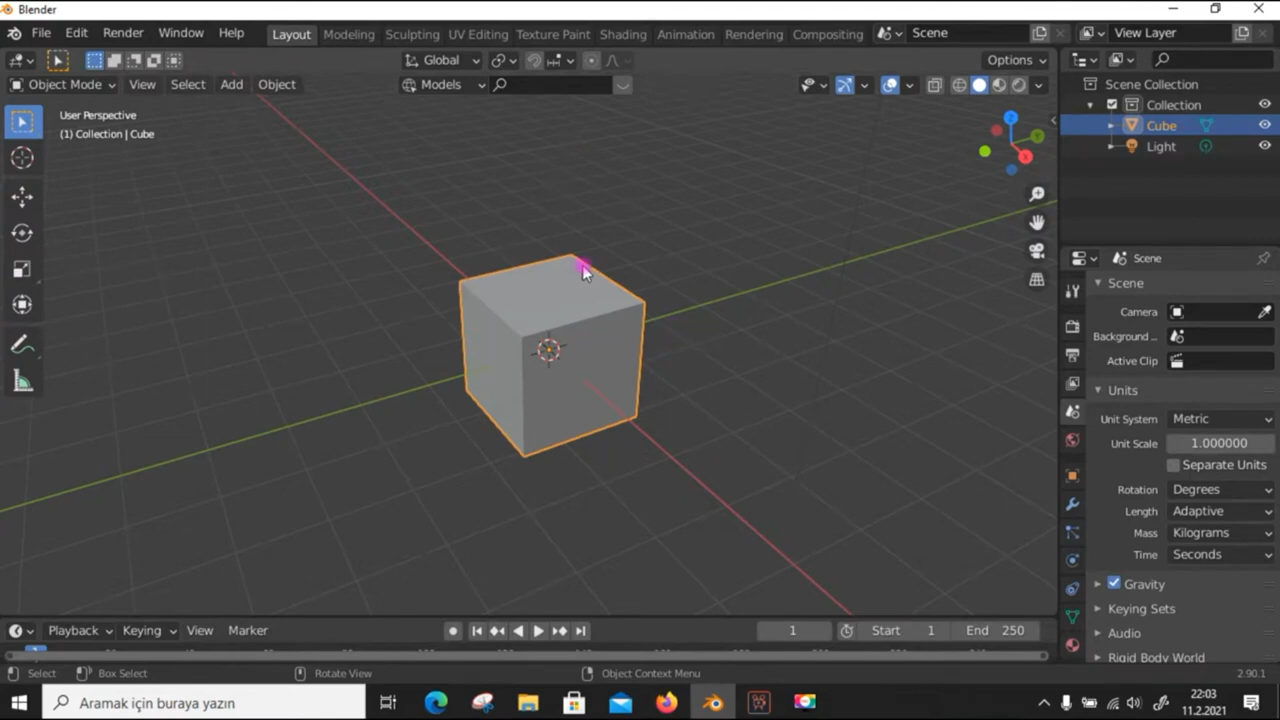 Blender
File Edit Render Window Help Layout Modeling Sculpting UV Editing Texture Paint Shading Animation Rendering Compositing Scene View Layer
Global Options
Object Mode View Select Add Object Models
User Perspective
(1) Collection | Cube
Z
Y
X
Scene Collection
Collection
Cube
Light
Scene
Scene
Camera
Background ...
Active Clip
Units
Unit System Metric
Unit Scale 1.000000
Separate Units
Rotation Degrees
Length Adaptive
Mass Kilograms
Time Seconds
Gravity
Keying Sets
Audio
Rigid Body World
Playback Keying View Marker 1 Start 1 End 250
Select Box Select Rotate View Object Context Menu 2.90.1
Aramak için buraya yazın
22:03
11.2.2021